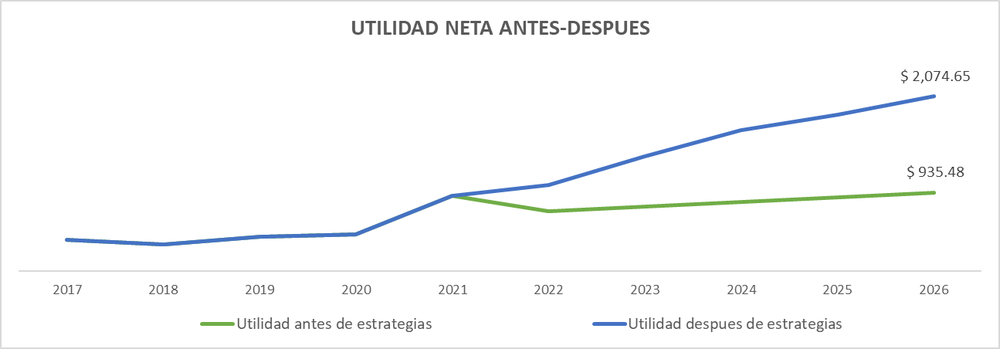 UTILIDAD NETA ANTES-DESPUES
$ 2,074.65
$ 935.48
2017 2018 2019 2020 2021 2022 2023 2024 2025 2026
Utilidad antes de estrategias Utilidad despues de estrategias